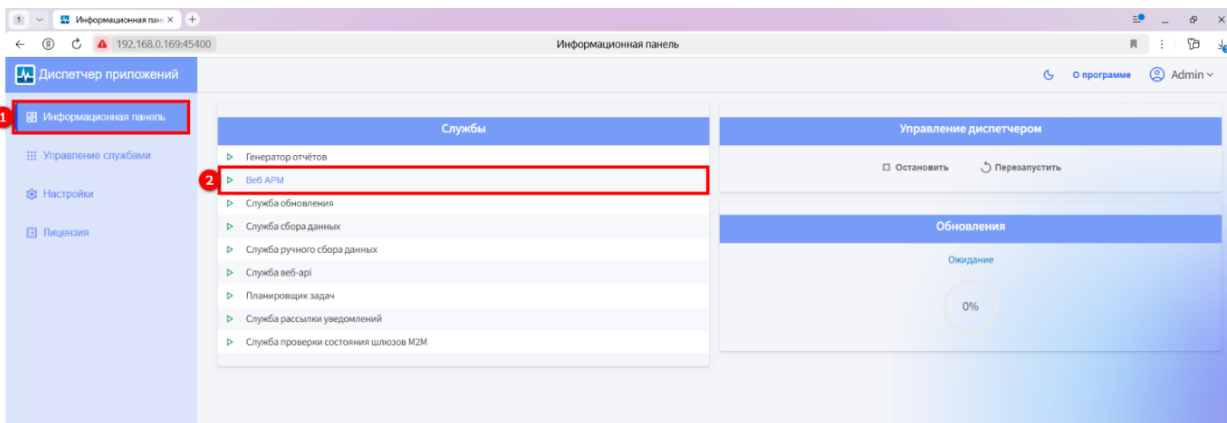 1
Информационная пан
192.168.0.169:45400
Информационная панель
Диспетчер приложений
О программе
Admin
1
Информационная панель
Управление службами
Настройки
Лицензия
Службы
Генератор отчётов
2
Веб АРМ
Служба обновления
Служба сбора данных
Служба ручного сбора данных
Служба веб-api
Планировщик задач
Служба рассылки уведомлений
Служба проверки состояния шлюзов M2M
Управление диспетчером
Остановить
Перезапустить
Обновления
Ожидание
0%